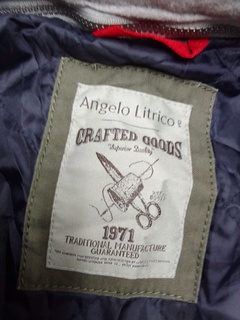 Angelo Litrico
CRAFTED GOODS
Superior Quality
1971
TRADITIONAL MANUFACTURE
GUARANTEED